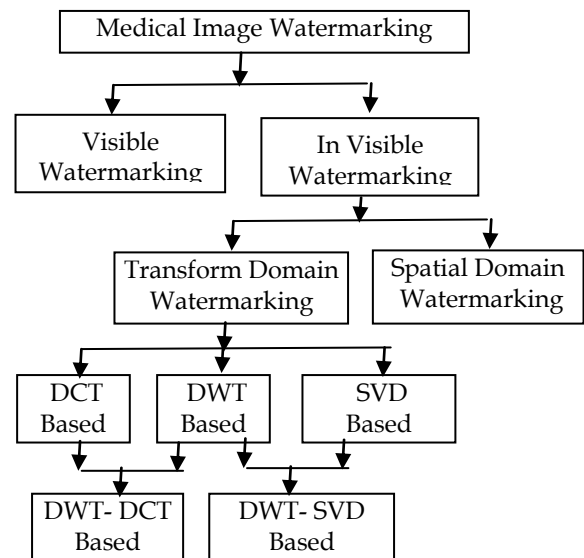 Medical Image Watermarking
Visible
Watermarking
In Visible
Watermarking
Transform Domain
Watermarking
Spatial Domain
Watermarking
DCT
Based
DWT
Based
SVD
Based
DWT- DCT
Based
DWT- SVD
Based